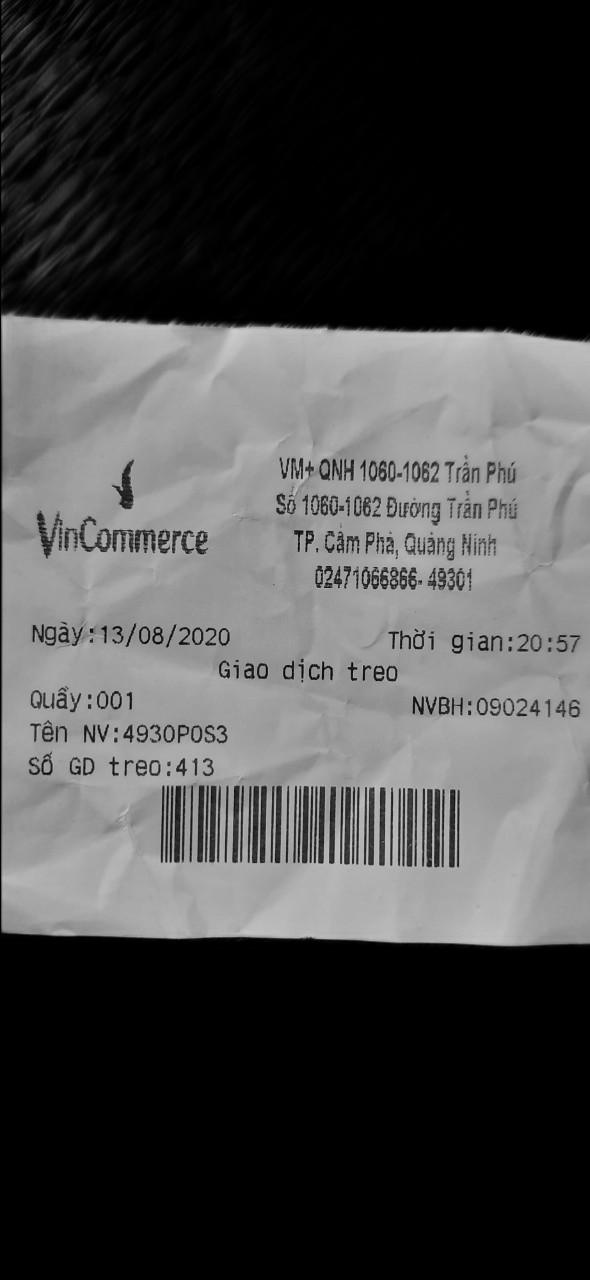 VinCommerce
VM+ QNH 1060-1062 Trần Phú
Số 1060-1062 Đường Trần Phú
TP. Cẩm Phả, Quảng Ninh
02471066866- 49301
Ngày:13/08/2020 Thời gian:20:57
Giao dịch treo
Quầy:001 NVBH:09024146
Tên NV:4930POS3
Số GD treo:413